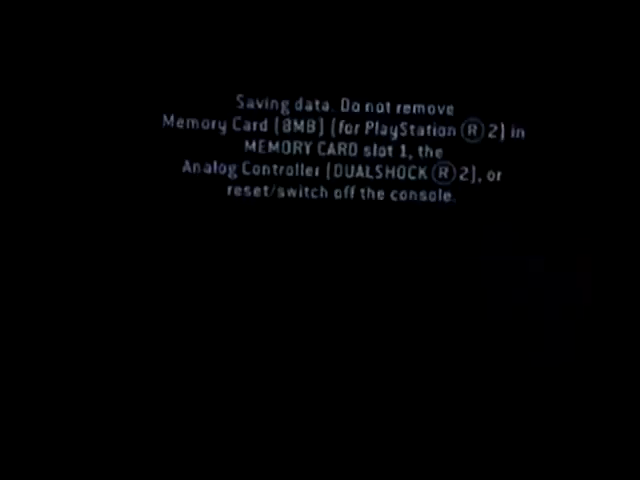 Saving data. Do not remove
Memory Card (8MB) (for PlayStation®2) in
MEMORY CARD slot 1, the
Analog Controller (DUALSHOCK®2), or
reset/switch off the console.